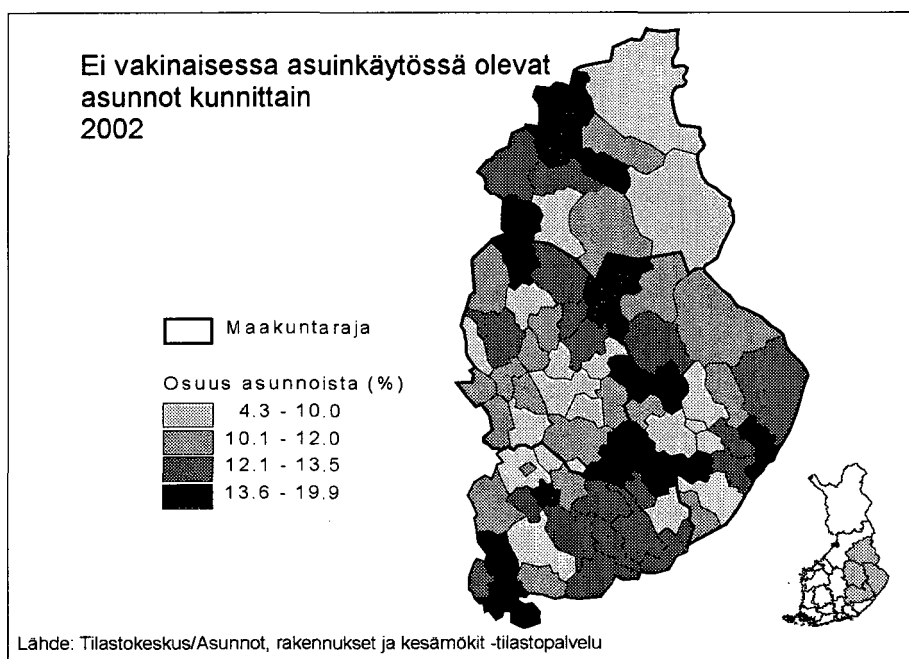 Ei vakinaisessa asuinkäytössä olevat
asunnot kunnittain
2002
Maakuntaraja
Osuus asunnoista (%)
4.3 - 10.0
10.1 - 12.0
12.1 - 13.5
13.6 - 19.9
Lähde: Tilastokeskus/Asunnot, rakennukset ja kesämökit -tilastopalvelu